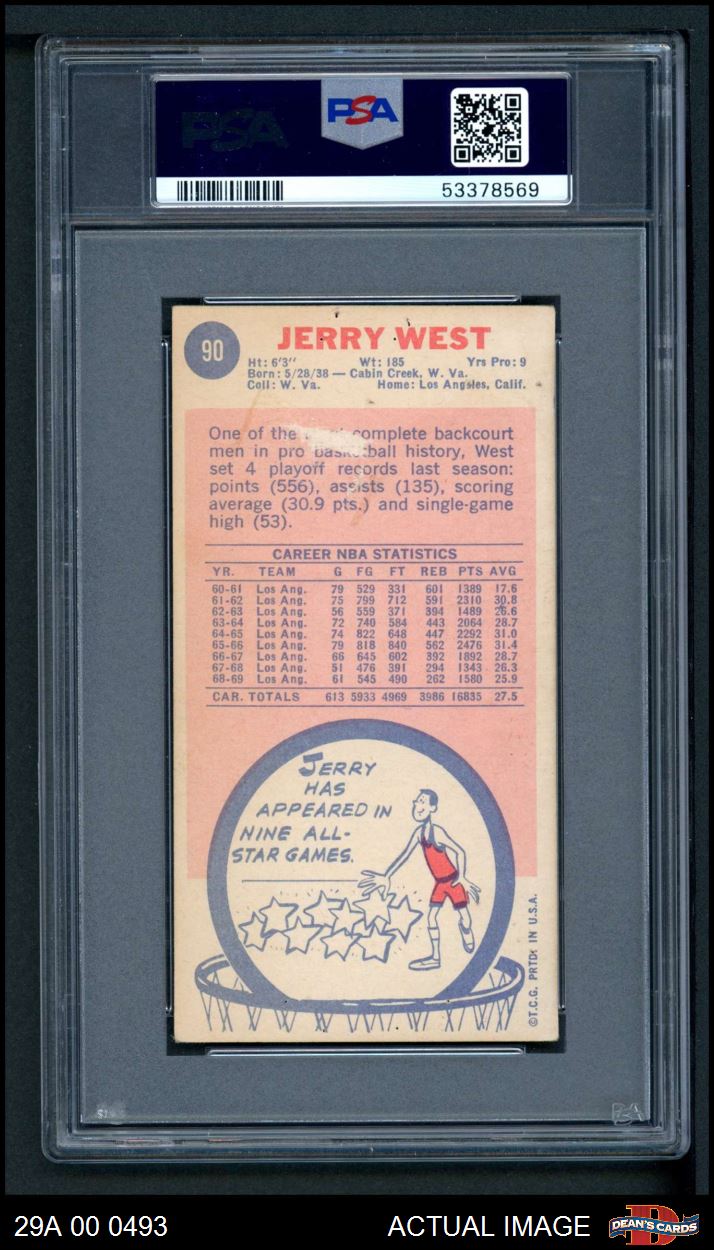 PSA
PSA
53378569
90
JERRY WEST
Ht: 6'3'' Wt: 185 Yrs Pro: 9
Born: 5/28/38 — Cabin Creek, W. Va.
Coll: W. Va. Home: Los Angeles, Calif.
One of the complete backcourt
men in pro basketball history, West
set 4 playoff records last season:
points (556), assists (135), scoring
average (30.9 pts.) and single-game
high (53).
CAREER NBA STATISTICS
YR. TEAM G FG FT REB PTS AVG
60-61 Los Ang. 79 529 331 601 1389 17.6
61-62 Los Ang. 75 799 712 591 2310 30.8
62-63 Los Ang. 56 559 371 394 1489 26.6
63-64 Los Ang. 72 740 584 443 2064 28.7
64-65 Los Ang. 74 822 648 447 2292 31.0
65-66 Los Ang. 79 818 840 562 2476 31.4
66-67 Los Ang. 66 645 602 392 1892 28.7
67-68 Los Ang. 51 476 391 294 1343 26.3
68-69 Los Ang. 61 545 490 262 1580 25.9
CAR. TOTALS 613 5933 4969 3986 16835 27.5
JERRY
HAS
APPEARED IN
NINE ALL-
STAR GAMES.
©T.C.G. PRTD. IN U.S.A.
PSA
29A 00 0493
ACTUAL IMAGE
DEAN'S CARDS